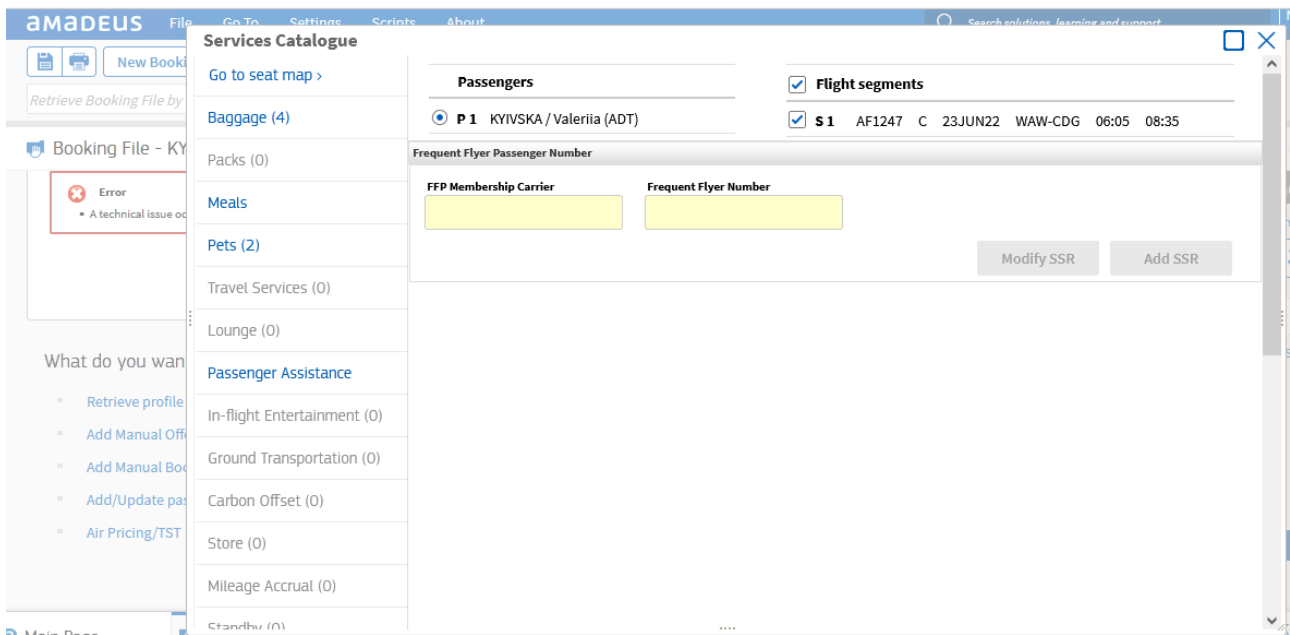 aMaDEUS File Go To Settings Scripts About Search solutions, learning and support
Services Catalogue
New Booki
Retrieve Booking File by
Booking File - KY
Error
A technical issue oc
What do you wan
Retrieve profile
Add Manual Offe
Add Manual Boo
Add/Update pas
Air Pricing/TST
Main Page
Go to seat map ›
Baggage (4)
Packs (0)
Meals
Pets (2)
Travel Services (0)
Lounge (0)
Passenger Assistance
In-flight Entertainment (0)
Ground Transportation (0)
Carbon Offset (0)
Store (0)
Mileage Accrual (0)
Standby (0)
Passengers
P 1 KYIVSKA / Valeriia (ADT)
Flight segments
S 1 AF1247 C 23JUN22 WAW-CDG 06:05 08:35
Frequent Flyer Passenger Number
FFP Membership Carrier Frequent Flyer Number
Modify SSR Add SSR